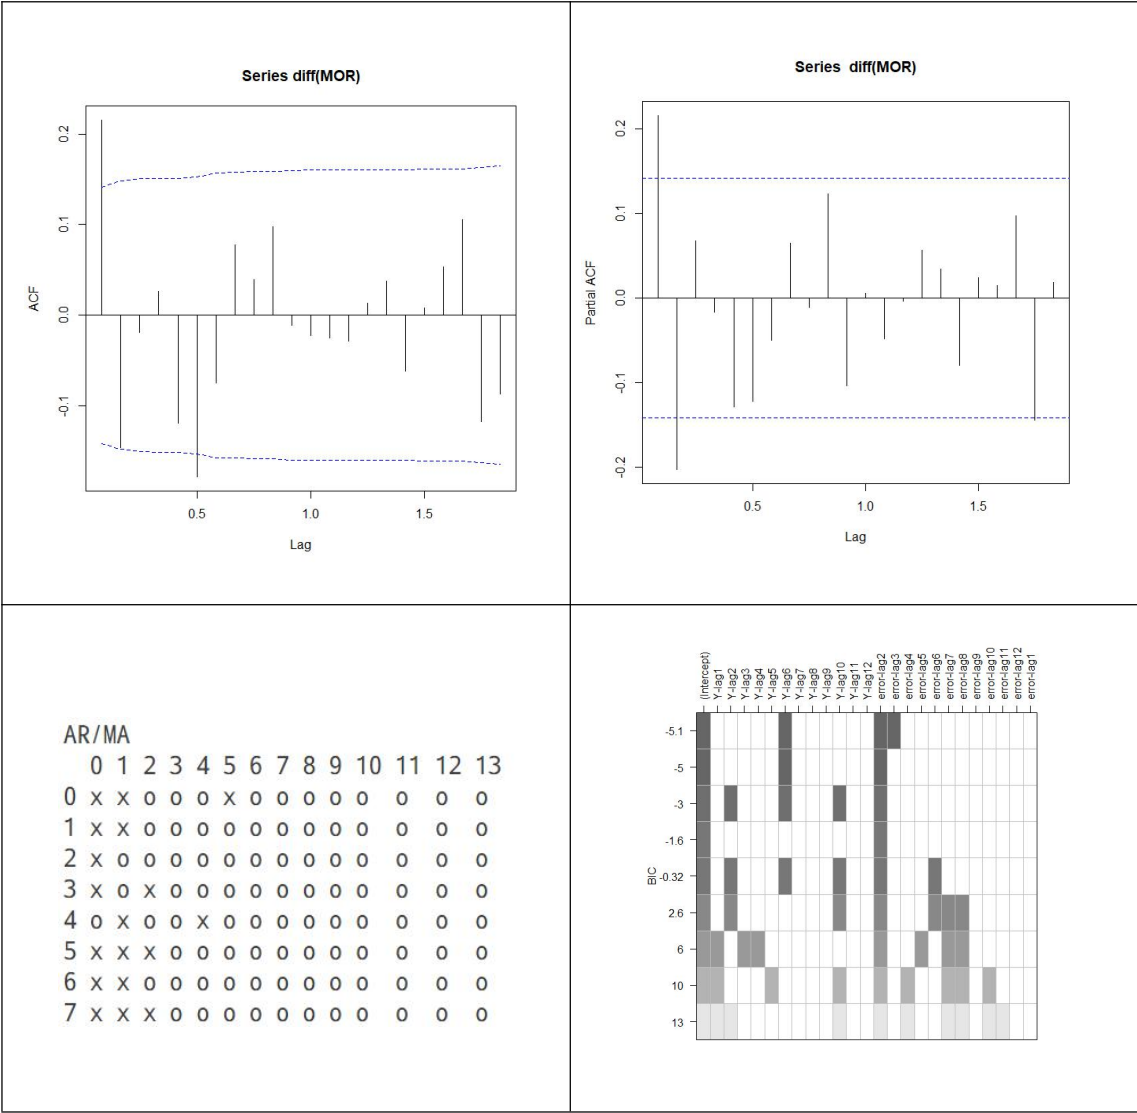 Series diff(MOR)
ACF
0.2
0.1
0.0
-0.1
0.5 1.0 1.5
Lag
Series diff(MOR)
Partial ACF
0.2
0.1
0.0
-0.1
-0.2
0.5 1.0 1.5
Lag
AR/MA
0 1 2 3 4 5 6 7 8 9 10 11 12 13
0 x x o o o x o o o o o o o o
1 x x o o o o o o o o o o o o
2 x o o o o o o o o o o o o o
3 x o x o o o o o o o o o o o
4 o x o o x o o o o o o o o o
5 x x x o o o o o o o o o o o
6 x x o o o o o o o o o o o o
7 x x x o o o o o o o o o o o
(Intercept)
Y-lag1
Y-lag2
Y-lag3
Y-lag4
Y-lag5
Y-lag6
Y-lag7
Y-lag8
Y-lag9
Y-lag10
Y-lag11
Y-lag12
error-lag2
error-lag3
error-lag4
error-lag5
error-lag6
error-lag7
error-lag8
error-lag9
error-lag10
error-lag11
error-lag12
error-lag1
BIC
-5.1
-5
-3
-1.6
-0.32
2.6
6
10
13